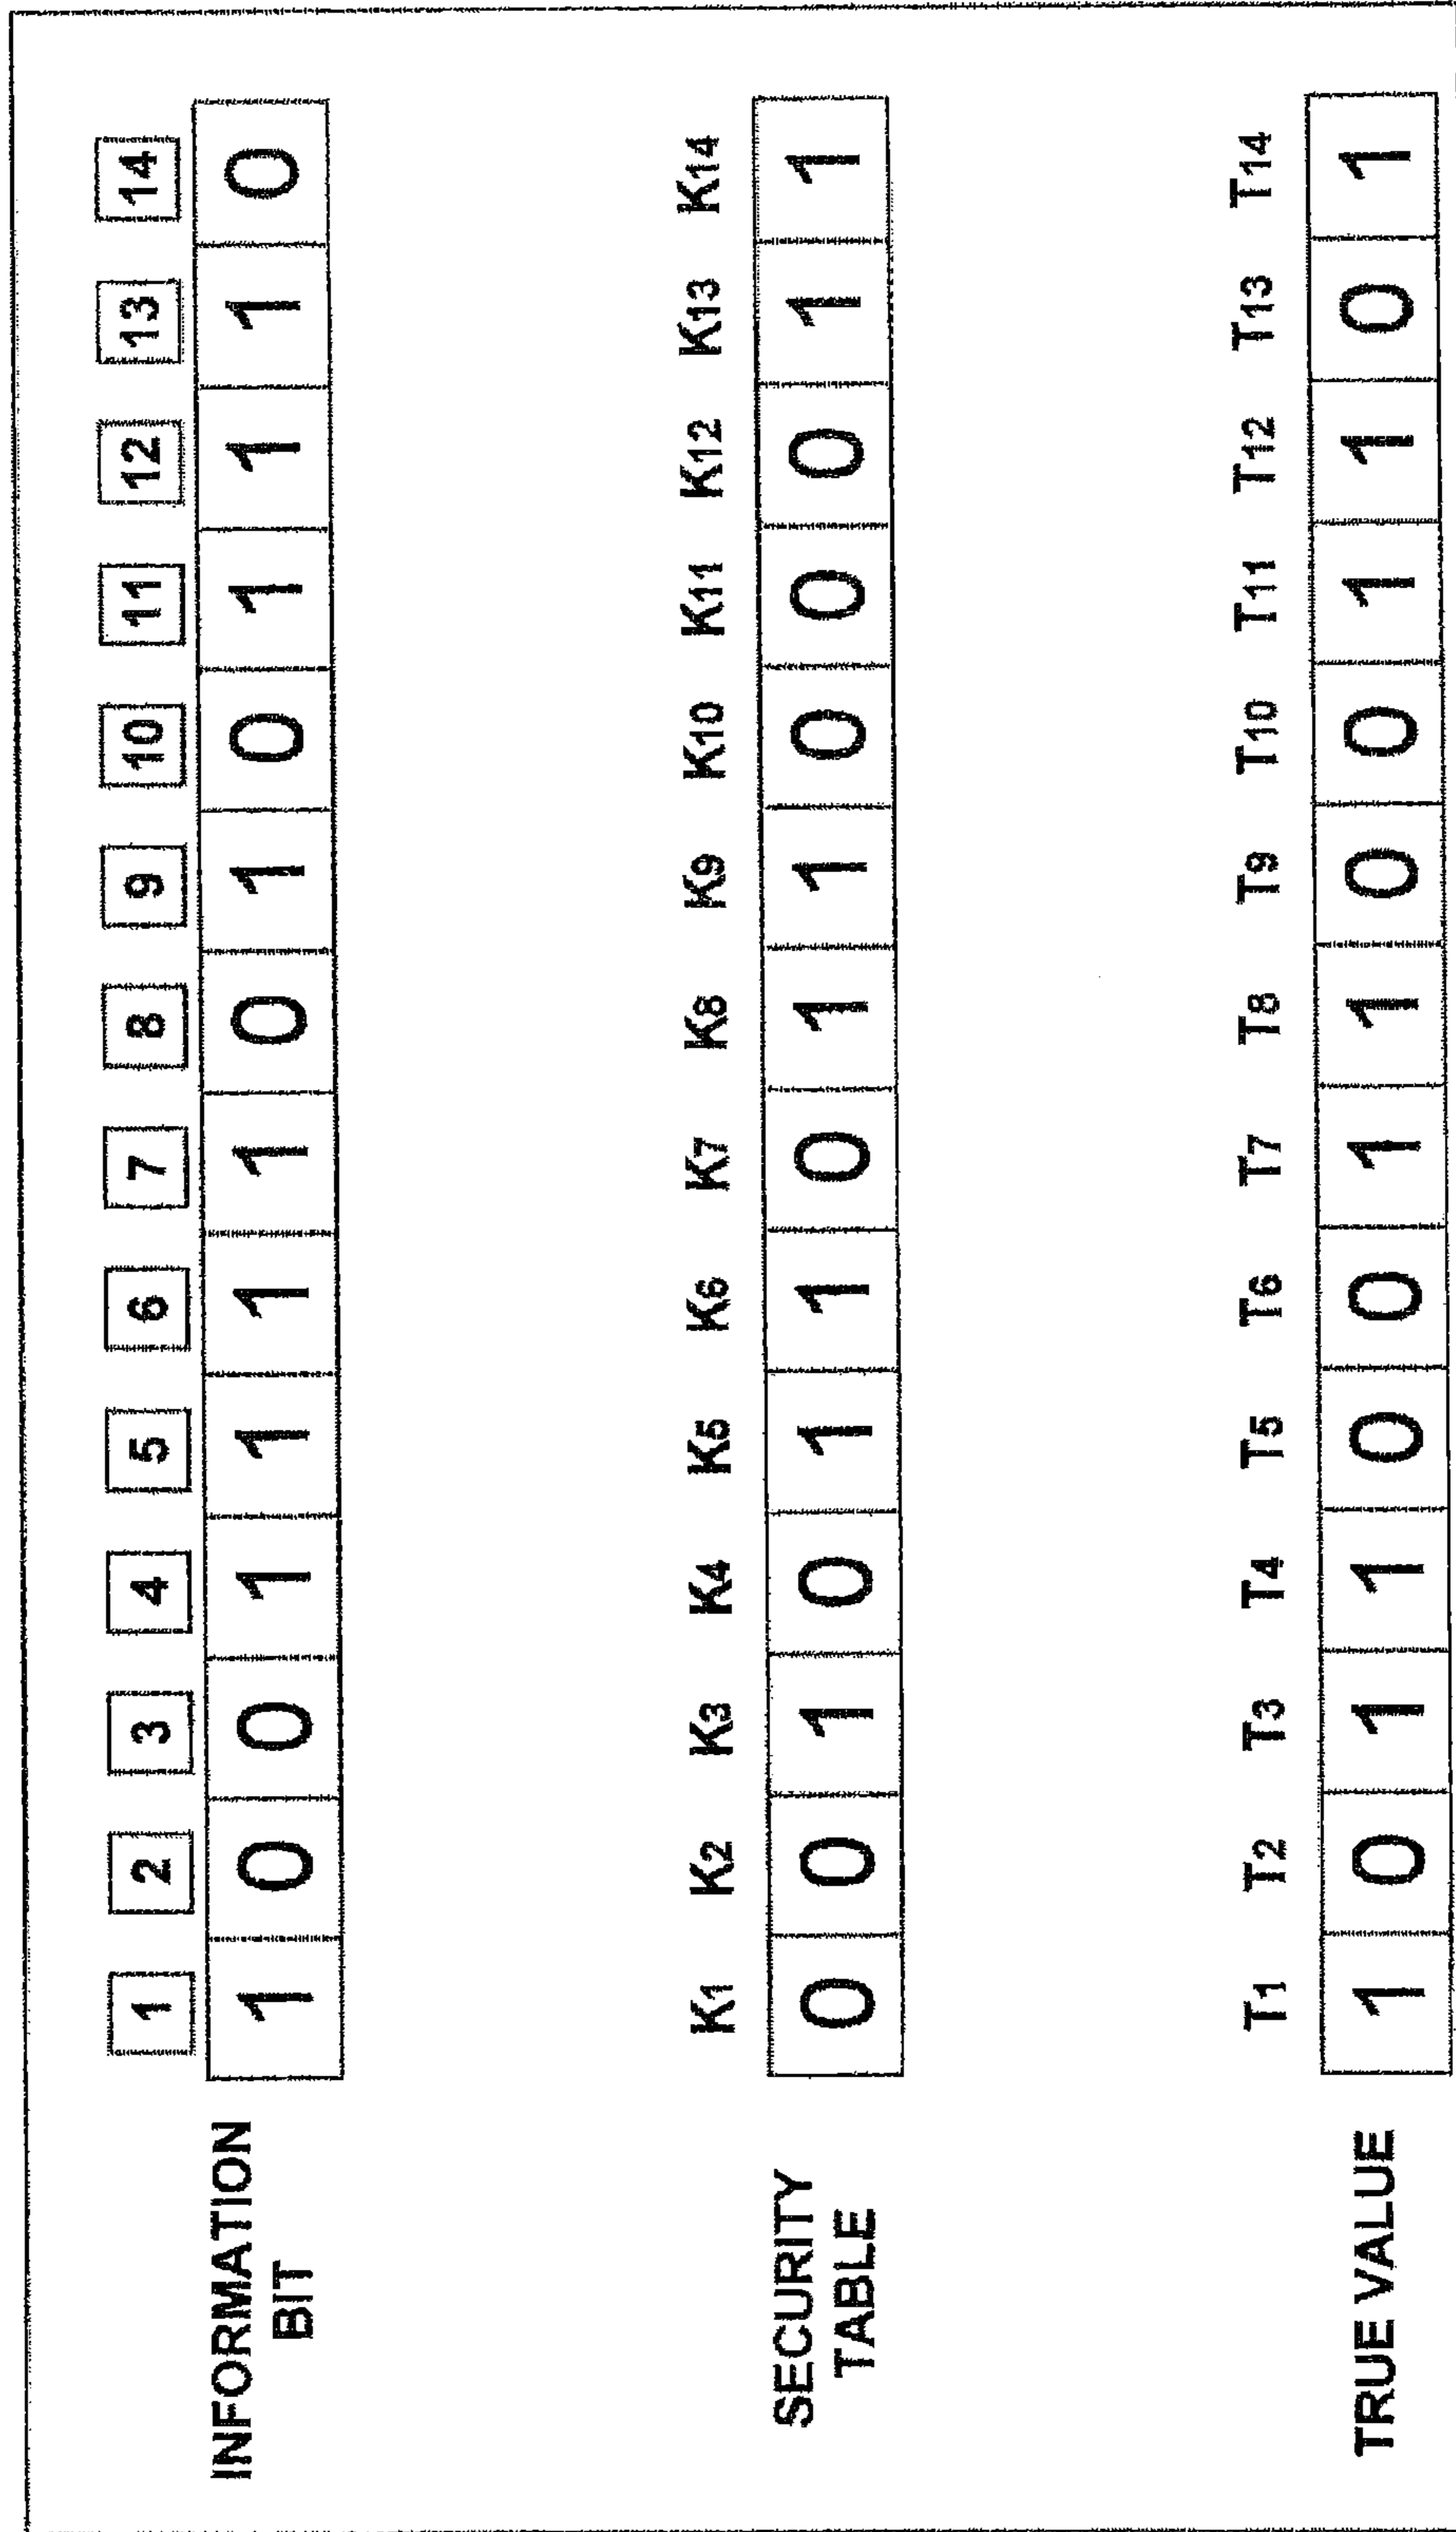 1 2 3 4 5 6 7 8 9 10 11 12 13 14
INFORMATION
BIT
1 0 0 1 1 1 1 0 1 0 1 1 1 0
K1 K2 K3 K4 K5 K6 K7 K8 K9 K10 K11 K12 K13 K14
SECURITY
TABLE
0 0 1 0 1 1 0 1 1 0 0 0 1 1
T1 T2 T3 T4 T5 T6 T7 T8 T9 T10 T11 T12 T13 T14
TRUE VALUE
1 0 1 1 0 0 1 1 0 0 1 1 0 1